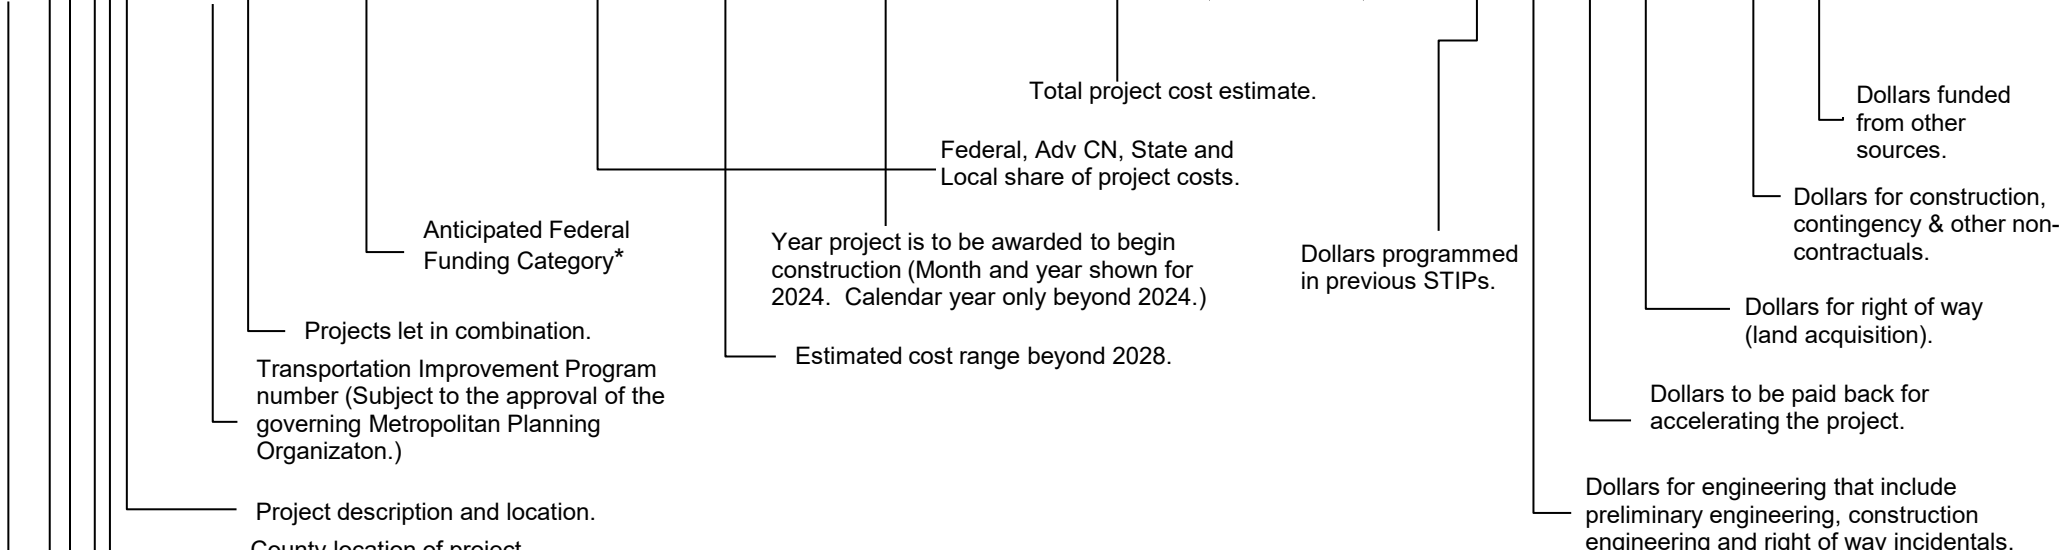 Total project cost estimate.
Dollars funded
from other
sources.
Federal, Adv CN, State and
Local share of project costs.
Dollars for construction,
contingency & other non-
contractuals.
Anticipated Federal
Funding Category*
Year project is to be awarded to begin
construction (Month and year shown for
2024.  Calendar year only beyond 2024.)
Dollars programmed
in previous STIPs.
Dollars for right of way
(land acquisition).
Projects let in combination.
Estimated cost range beyond 2028.
Transportation Improvement Program
number (Subject to the approval of the
governing Metropolitan Planning
Organizaton.)
Dollars to be paid back for
accelerating the project.
Project description and location.
Dollars for engineering that include
preliminary engineering, construction
engineering and right of way incidentals.
County location of project